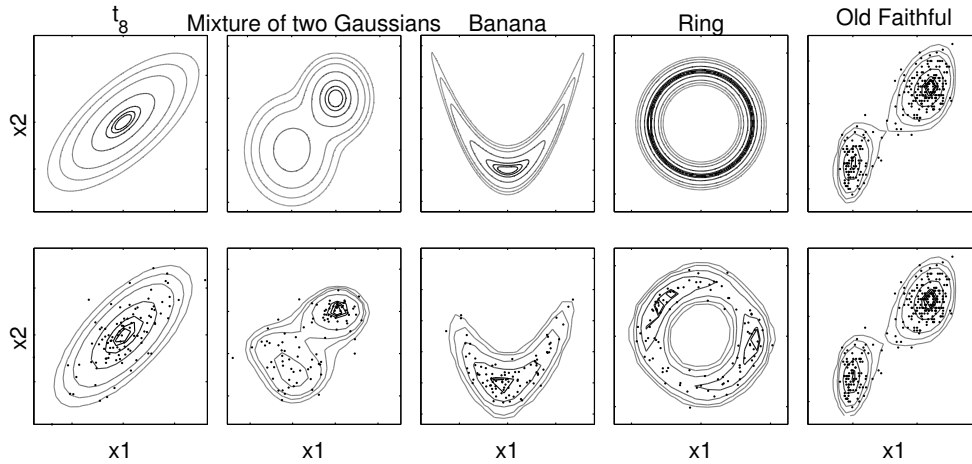 t8
Mixture of two Gaussians
Banana
Ring
Old Faithful
x2
x2
x1
x1
x1
x1
x1